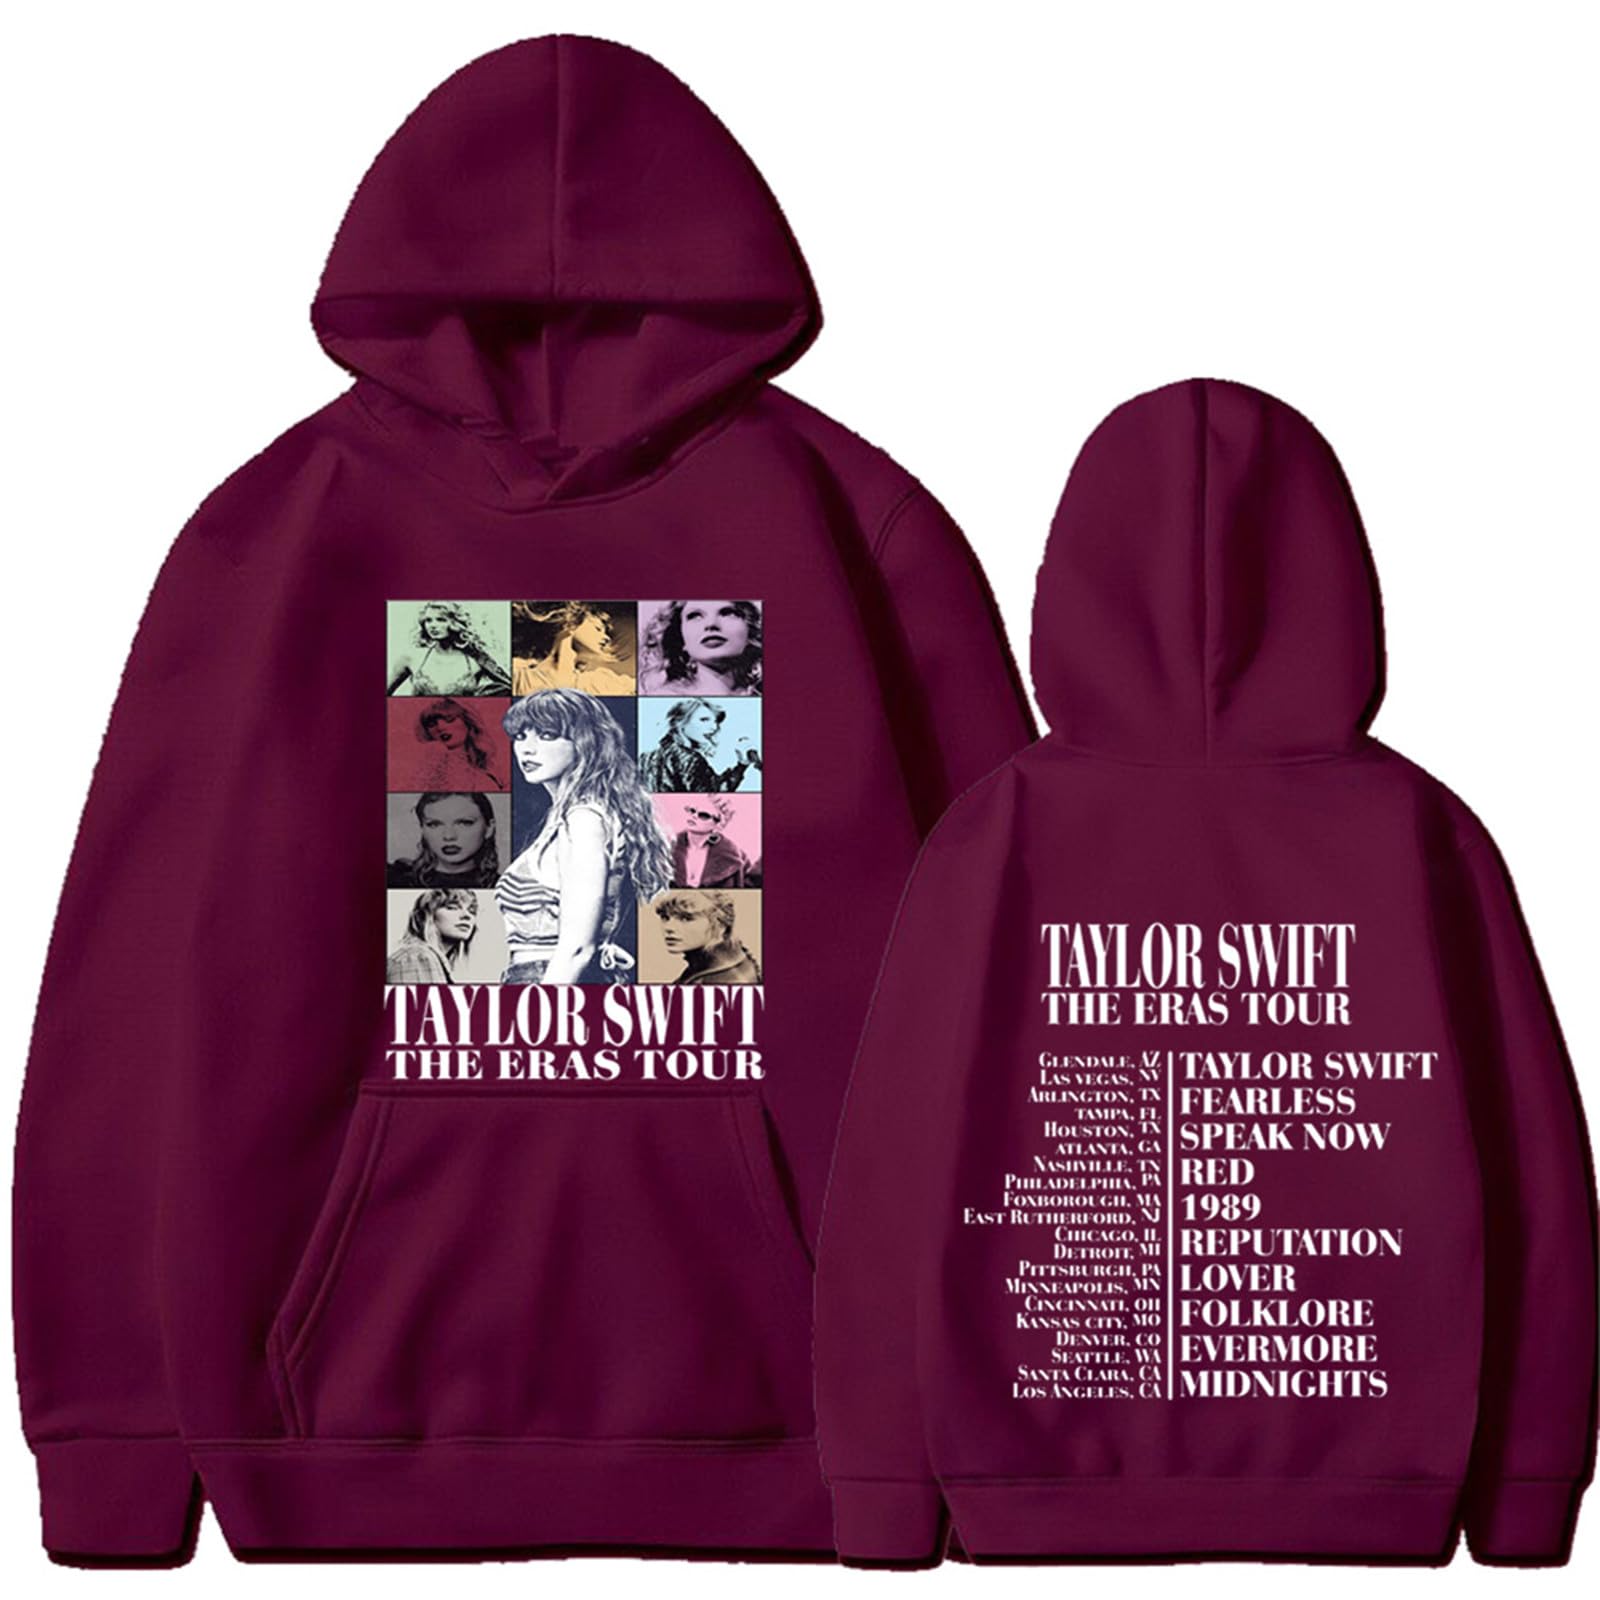 TAYLOR SWIFT
THE ERAS TOUR
TAYLOR SWIFT
THE ERAS TOUR
GLENDALE, AZ
LAS VEGAS, NV
ARLINGTON, TX
TAMPA, FL
HOUSTON, TX
ATLANTA, GA
NASHVILLE, TN
PHILADELPHIA, PA
FOXBOROUGH, MA
EAST RUTHERFORD, NJ
CHICAGO, IL
DETROIT, MI
PITTSBURGH, PA
MINNEAPOLIS, MN
CINCINNATI, OH
KANSAS CITY, MO
DENVER, CO
SEATTLE, WA
SANTA CLARA, CA
LOS ANGELES, CA
TAYLOR SWIFT
FEARLESS
SPEAK NOW
RED
1989
REPUTATION
LOVER
FOLKLORE
EVERMORE
MIDNIGHTS